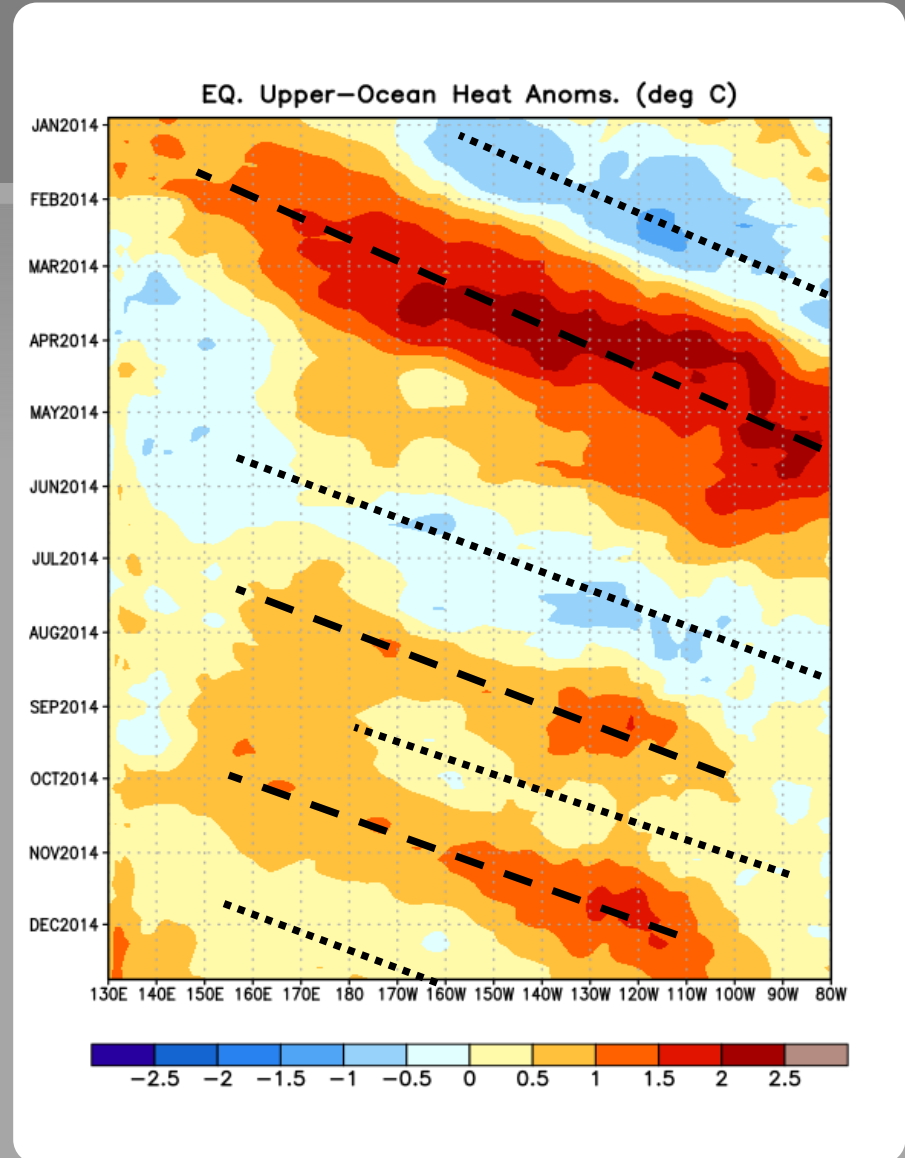 EQ. Upper-Ocean Heat Anoms. (deg C)
JAN2014
FEB2014
MAR2014
APR2014
MAY2014
JUN2014
JUL2014
AUG2014
SEP2014
OCT2014
NOV2014
DEC2014
130E 140E 150E 160E 170E 180 170W 160W 150W 140W 130W 120W 110W 100W 90W 80W
-2.5 -2 -1.5 -1 -0.5 0 0.5 1 1.5 2 2.5